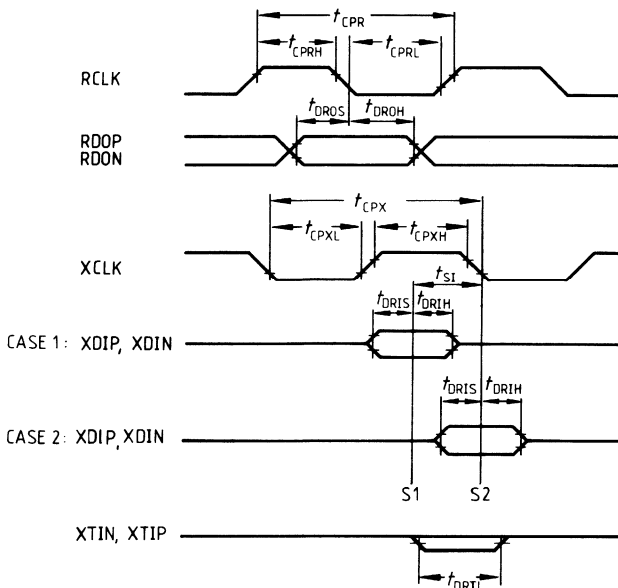 tCPR
tCPRH tCPRL
RCLK
tDROS tDROH
RDOP
RDON
tCPX
tCPXL tCPXH
XCLK
tSI
tDRIS tDRIH
CASE 1: XDIP, XDIN
tDRIS tDRIH
CASE 2: XDIP, XDIN
S1 S2
XTIN, XTIP
tDRTL